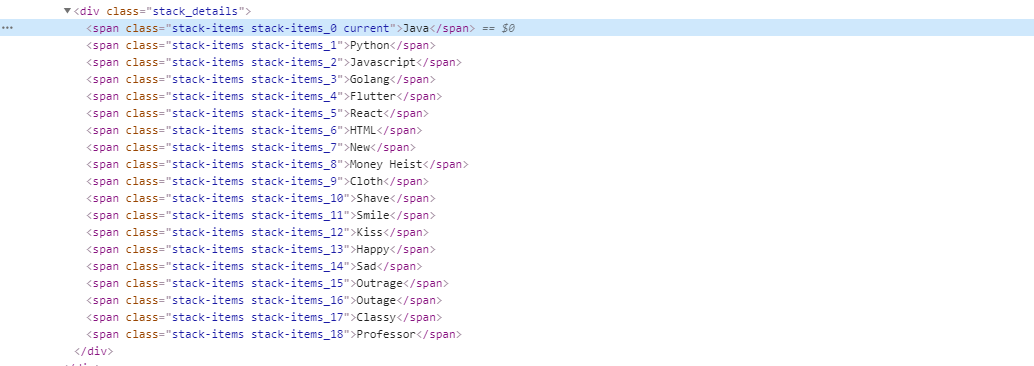 ▼<div class="stack_details">
<span class="stack-items stack-items_0 current">Java</span> == $0
<span class="stack-items stack-items_1">Python</span>
<span class="stack-items stack-items_2">Javascript</span>
<span class="stack-items stack-items_3">Golang</span>
<span class="stack-items stack-items_4">Flutter</span>
<span class="stack-items stack-items_5">React</span>
<span class="stack-items stack-items_6">HTML</span>
<span class="stack-items stack-items_7">New</span>
<span class="stack-items stack-items_8">Money Heist</span>
<span class="stack-items stack-items_9">Cloth</span>
<span class="stack-items stack-items_10">Shave</span>
<span class="stack-items stack-items_11">Smile</span>
<span class="stack-items stack-items_12">Kiss</span>
<span class="stack-items stack-items_13">Happy</span>
<span class="stack-items stack-items_14">Sad</span>
<span class="stack-items stack-items_15">Outrage</span>
<span class="stack-items stack-items_16">Outage</span>
<span class="stack-items stack-items_17">Classy</span>
<span class="stack-items stack-items_18">Professor</span>
</div>